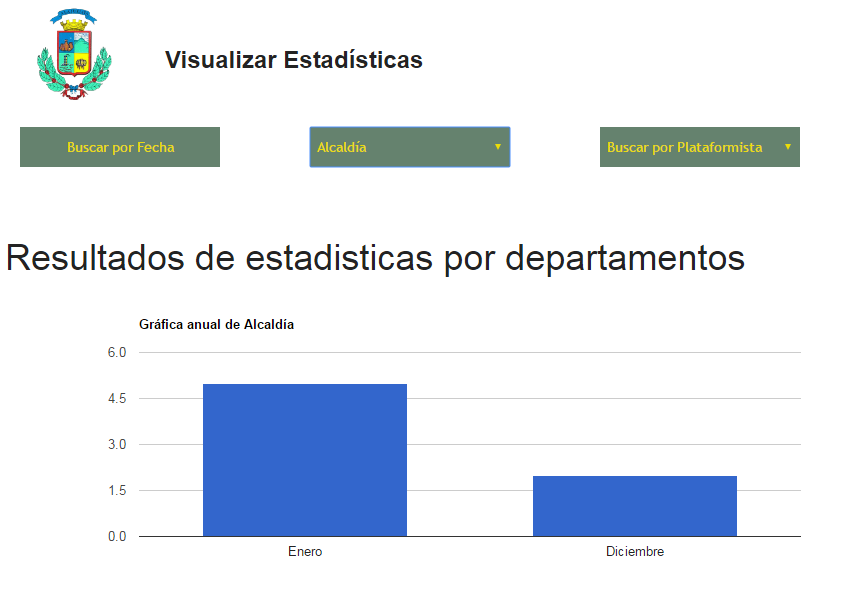 Visualizar Estadísticas
Buscar por Fecha
Alcaldía
Buscar por Plataformista
Resultados de estadisticas por departamentos
Gráfica anual de Alcaldía
6.0
4.5
3.0
1.5
0.0
Enero
Diciembre